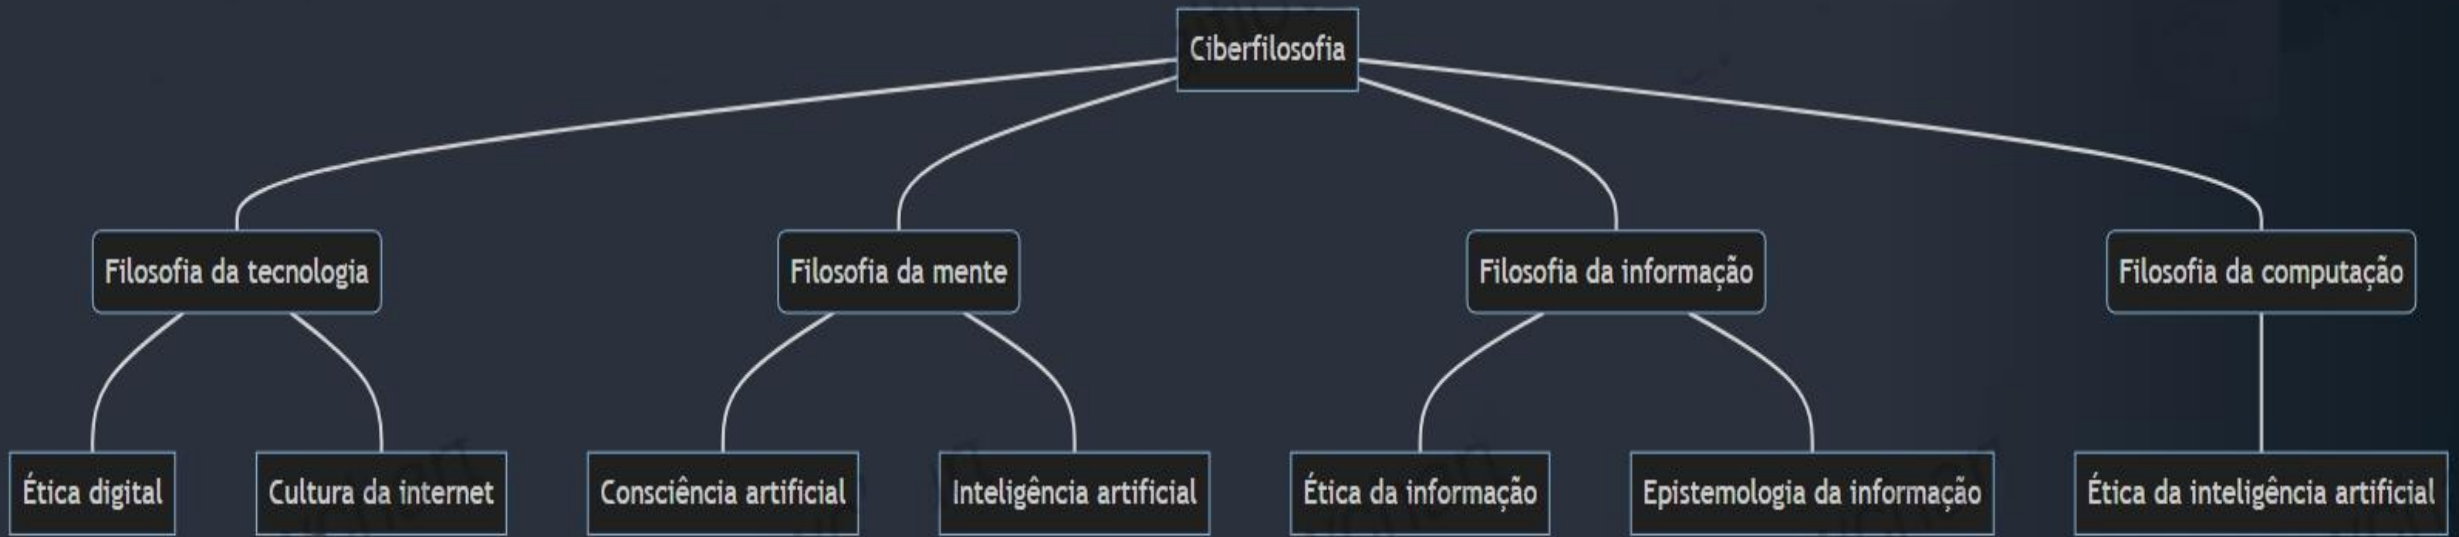 Ciberfilosofia
Filosofia da tecnologia
Filosofia da mente
Filosofia da informação
Filosofia da computação
Ética digital
Cultura da internet
Consciência artificial
Inteligência artificial
Ética da informação
Epistemologia da informação
Ética da inteligência artificial